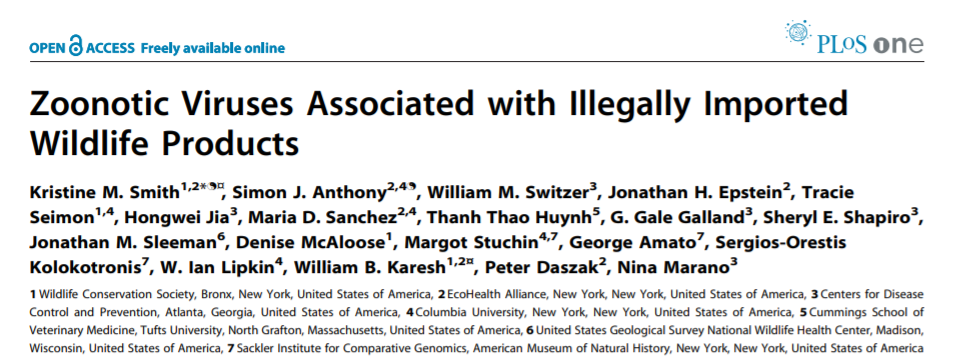 OPEN ACCESS Freely available online
PLoS one
Zoonotic Viruses Associated with Illegally Imported
Wildlife Products
Kristine M. Smith1,2*¤, Simon J. Anthony2,4, William M. Switzer3, Jonathan H. Epstein2, Tracie
Seimon1,4, Hongwei Jia3, Maria D. Sanchez2,4, Thanh Thao Huynh5, G. Gale Galland3, Sheryl E. Shapiro3,
Jonathan M. Sleeman6, Denise McAloose1, Margot Stuchin4,7, George Amato7, Sergios-Orestis
Kolokotronis7, W. Ian Lipkin4, William B. Karesh1,2¤, Peter Daszak2, Nina Marano3
1 Wildlife Conservation Society, Bronx, New York, United States of America, 2 EcoHealth Alliance, New York, New York, United States of America, 3 Centers for Disease
Control and Prevention, Atlanta, Georgia, United States of America, 4 Columbia University, New York, New York, United States of America, 5 Cummings School of
Veterinary Medicine, Tufts University, North Grafton, Massachusetts, United States of America, 6 United States Geological Survey National Wildlife Health Center, Madison,
Wisconsin, United States of America, 7 Sackler Institute for Comparative Genomics, American Museum of Natural History, New York, New York, United States of America